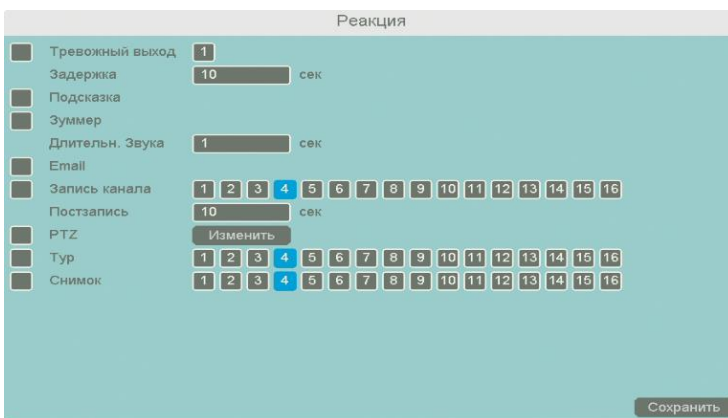 Реакция
Тревожный выход 1
Задержка 10 сек
Подсказка
Зуммер
Длительн. Звука 1 сек
Email
Запись канала 1 2 3 4 5 6 7 8 9 10 11 12 13 14 15 16
Постзапись 10 сек
PTZ Изменить
Тур 1 2 3 4 5 6 7 8 9 10 11 12 13 14 15 16
Снимок 1 2 3 4 5 6 7 8 9 10 11 12 13 14 15 16
Сохранить